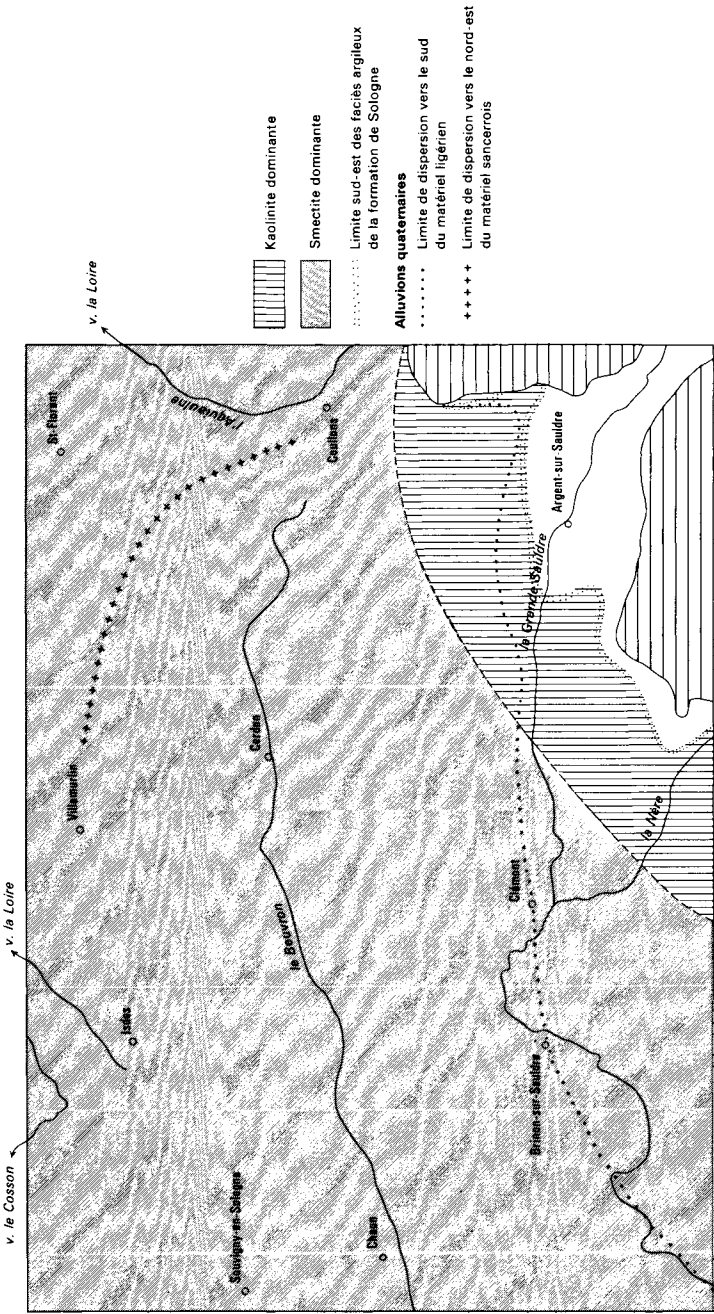 v. le Cosson
v. la Loire
v. la Loire
St-Florent
l'Aquiaulne
Villemurlin
Isdes
Coullons
Cerdon
Souvigny-en-Sologne
le Beuvron
Chaon
Clémont
Brinon-sur-Sauldre
la Grande Sauldre
Argent-sur-Sauldre
la Nère
Kaolinite dominante
Smectite dominante
Limite sud-est des faciès argileux
de la formation de Sologne
Alluvions quaternaires
Limite de dispersion vers le sud
du matériel ligérien
Limite de dispersion vers le nord-est
du matériel sancerrois